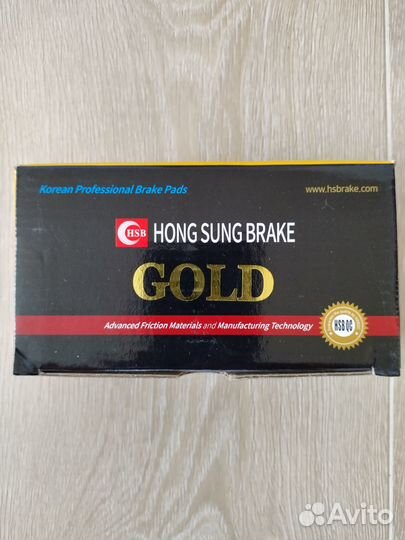 Korean Professional Brake Pads
www.hsbrake.com
HSB HONG SUNG BRAKE
GOLD
Advanced Friction Materials and Manufacturing Technology
HSB QC
Avito